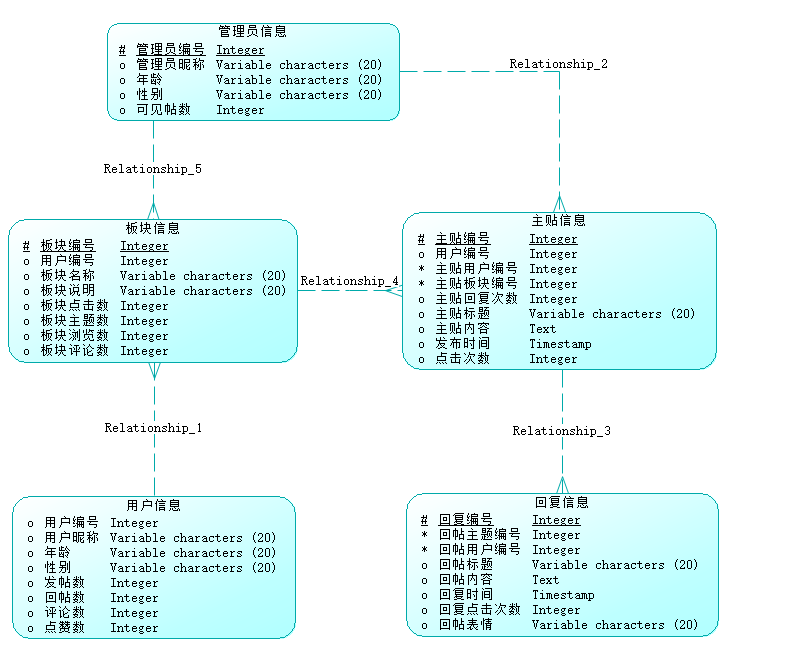 管理员信息
# 管理员编号 Integer
o 管理员昵称 Variable characters (20)
o 年龄 Variable characters (20)
o 性别 Variable characters (20)
o 可见帖数 Integer
Relationship_2
Relationship_5
板块信息
# 板块编号 Integer
o 用户编号 Integer
o 板块名称 Variable characters (20)
o 板块说明 Variable characters (20)
o 板块点击数 Integer
o 板块主题数 Integer
o 板块浏览数 Integer
o 板块评论数 Integer
Relationship_4
主贴信息
# 主贴编号 Integer
o 用户编号 Integer
* 主贴用户编号 Integer
* 主贴板块编号 Integer
o 主贴回复次数 Integer
o 主贴标题 Variable characters (20)
o 主贴内容 Text
o 发布时间 Timestamp
o 点击次数 Integer
Relationship_1
Relationship_3
用户信息
o 用户编号 Integer
o 用户昵称 Variable characters (20)
o 年龄 Variable characters (20)
o 性别 Variable characters (20)
o 发帖数 Integer
o 回帖数 Integer
o 评论数 Integer
o 点赞数 Integer
回复信息
# 回复编号 Integer
* 回帖主题编号 Integer
* 回帖用户编号 Integer
o 回帖标题 Variable characters (20)
o 回帖内容 Text
o 回复时间 Timestamp
o 回复点击次数 Integer
o 回帖表情 Variable characters (20)